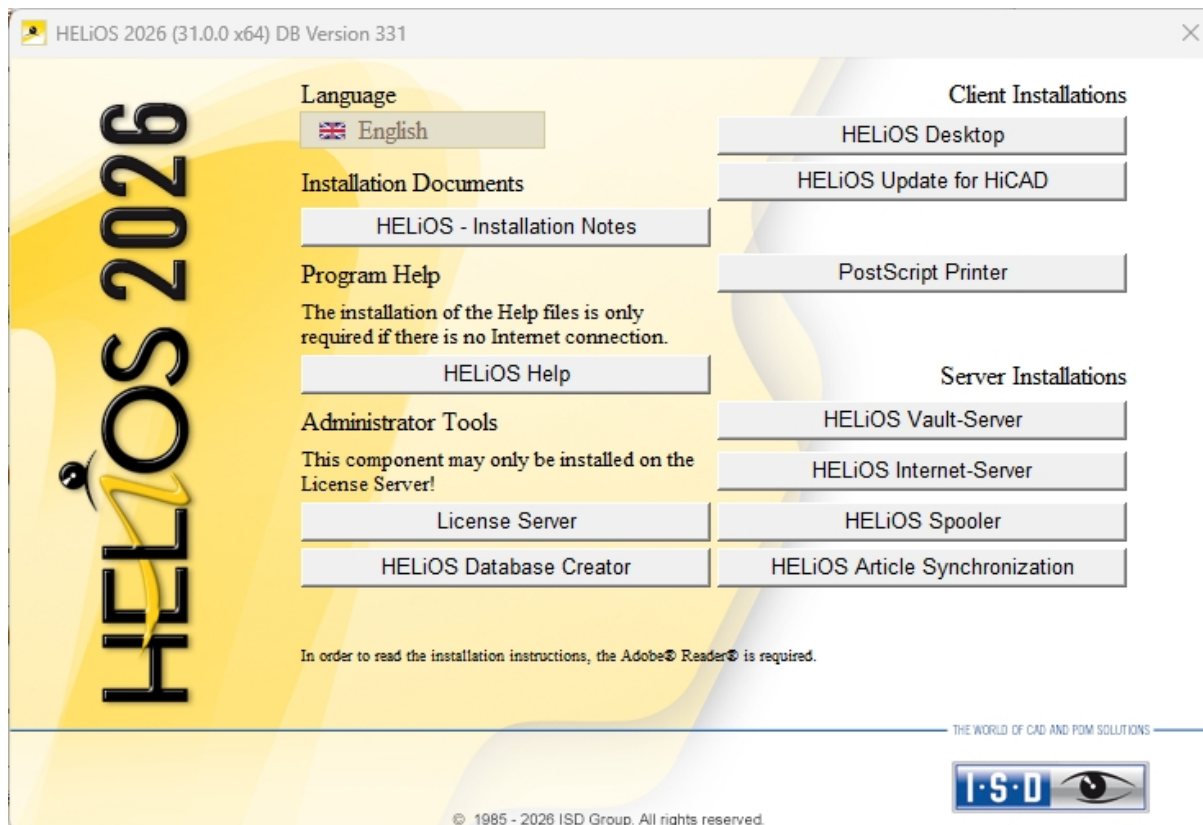 HELiOS 2026 (31.0.0 x64) DB Version 331
HELiOS 2026
Language
English
Installation Documents
HELiOS - Installation Notes
Program Help
The installation of the Help files is only
required if there is no Internet connection.
HELiOS Help
Administrator Tools
This component may only be installed on the
License Server!
License Server
HELiOS Database Creator
Client Installations
HELiOS Desktop
HELiOS Update for HiCAD
PostScript Printer
Server Installations
HELiOS Vault-Server
HELiOS Internet-Server
HELiOS Spooler
HELiOS Article Synchronization
In order to read the installation instructions, the Adobe® Reader® is required.
THE WORLD OF CAD AND PDM SOLUTIONS
I·S·D
© 1985 - 2026 ISD Group. All rights reserved.